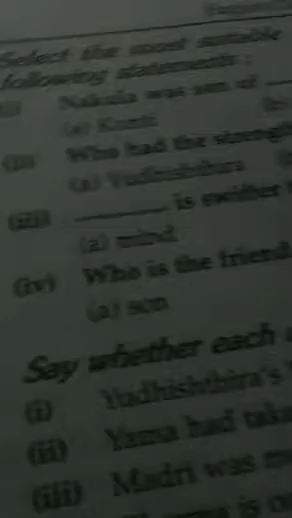 Select the most suitable
following statements :
(i) Nakula was son of
(a) Kunti (b)
(ii) Who had the strength
(a) Yudhishthira
(iii) ______ is swifter
(a) mind
(iv) Who is the friend
(a) son
Say whether each
(i) Yudhishthira's
(ii) Yama had
(iii) Madri was